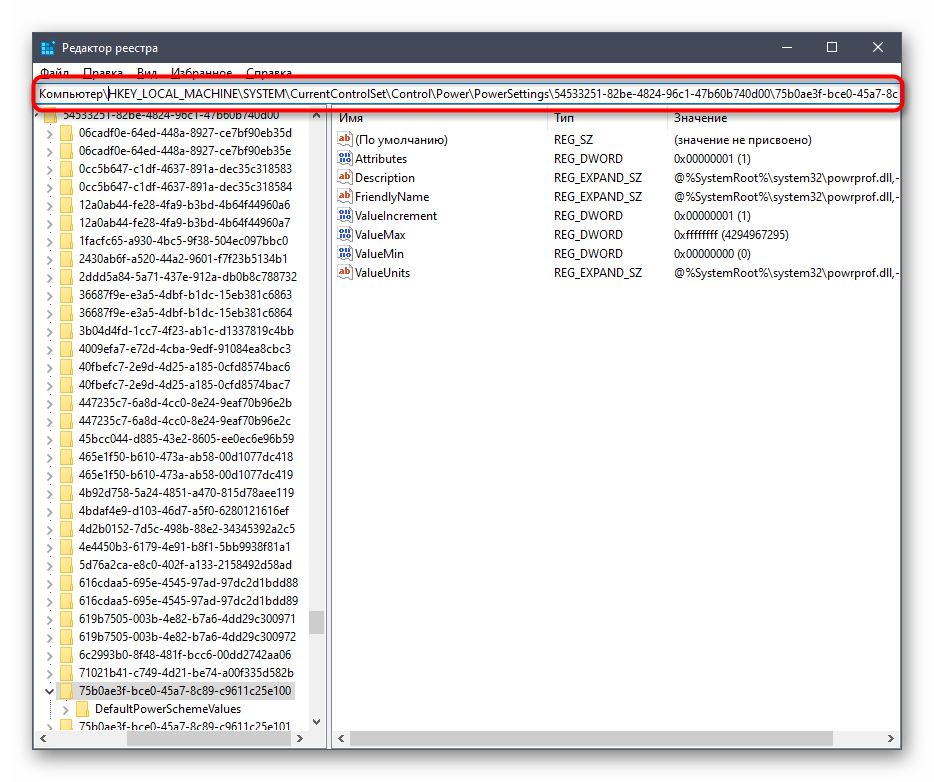 Редактор реестра
Файл Правка Вид Избранное Справка
Компьютер\HKEY_LOCAL_MACHINE\SYSTEM\CurrentControlSet\Control\Power\PowerSettings\54533251-82be-4824-96c1-47b60b740d00\75b0ae3f-bce0-45a7-8c
54533251-82be-4824-96c1-47b60b740d00
06cadf0e-64ed-448a-8927-ce7bf90eb35d
06cadf0e-64ed-448a-8927-ce7bf90eb35e
0cc5b647-c1df-4637-891a-dec35c318583
0cc5b647-c1df-4637-891a-dec35c318584
12a0ab44-fe28-4fa9-b3bd-4b64f44960a6
12a0ab44-fe28-4fa9-b3bd-4b64f44960a7
1facfc65-a930-4bc5-9f38-504ec097bbc0
2430ab6f-a520-44a2-9601-f7f23b5134b1
2ddd5a84-5a71-437e-912a-db0b8c788732
36687f9e-e3a5-4dbf-b1dc-15eb381c6863
36687f9e-e3a5-4dbf-b1dc-15eb381c6864
3b04d4fd-1cc7-4f23-ab1c-d1337819c4bb
4009efa7-e72d-4cba-9edf-91084ea8cbc3
40fbefc7-2e9d-4d25-a185-0cfd8574bac6
40fbefc7-2e9d-4d25-a185-0cfd8574bac7
447235c7-6a8d-4cc0-8e24-9eaf70b96e2b
447235c7-6a8d-4cc0-8e24-9eaf70b96e2c
45bcc044-d885-43e2-8605-ee0ec6e96b59
465e1f50-b610-473a-ab58-00d1077dc418
465e1f50-b610-473a-ab58-00d1077dc419
4b92d758-5a24-4851-a470-815d78aee119
4bdaf4e9-d103-46d7-a5f0-6280121616ef
4d2b0152-7d5c-498b-88e2-34345392a2c5
4e4450b3-6179-4e91-b8f1-5bb9938f81a1
5d76a2ca-e8c0-402f-a133-2158492d58ad
616cdaa5-695e-4545-97ad-97dc2d1bdd88
616cdaa5-695e-4545-97ad-97dc2d1bdd89
619b7505-003b-4e82-b7a6-4dd29c300971
619b7505-003b-4e82-b7a6-4dd29c300972
6c2993b0-8f48-481f-bcc6-00dd2742aa06
71021b41-c749-4d21-be74-a00f335d582b
75b0ae3f-bce0-45a7-8c89-c9611c25e100
DefaultPowerSchemeValues
75b0ae3f-bce0-45a7-8c89-c9611c25e101
Имя Тип Значение
(По умолчанию) REG_SZ (значение не присвоено)
Attributes REG_DWORD 0x00000001 (1)
Description REG_EXPAND_SZ @%SystemRoot%\system32\powrprof.dll,-
FriendlyName REG_EXPAND_SZ @%SystemRoot%\system32\powrprof.dll,-
ValueIncrement REG_DWORD 0x00000001 (1)
ValueMax REG_DWORD 0xffffffff (4294967295)
ValueMin REG_DWORD 0x00000000 (0)
ValueUnits REG_EXPAND_SZ @%SystemRoot%\system32\powrprof.dll,-